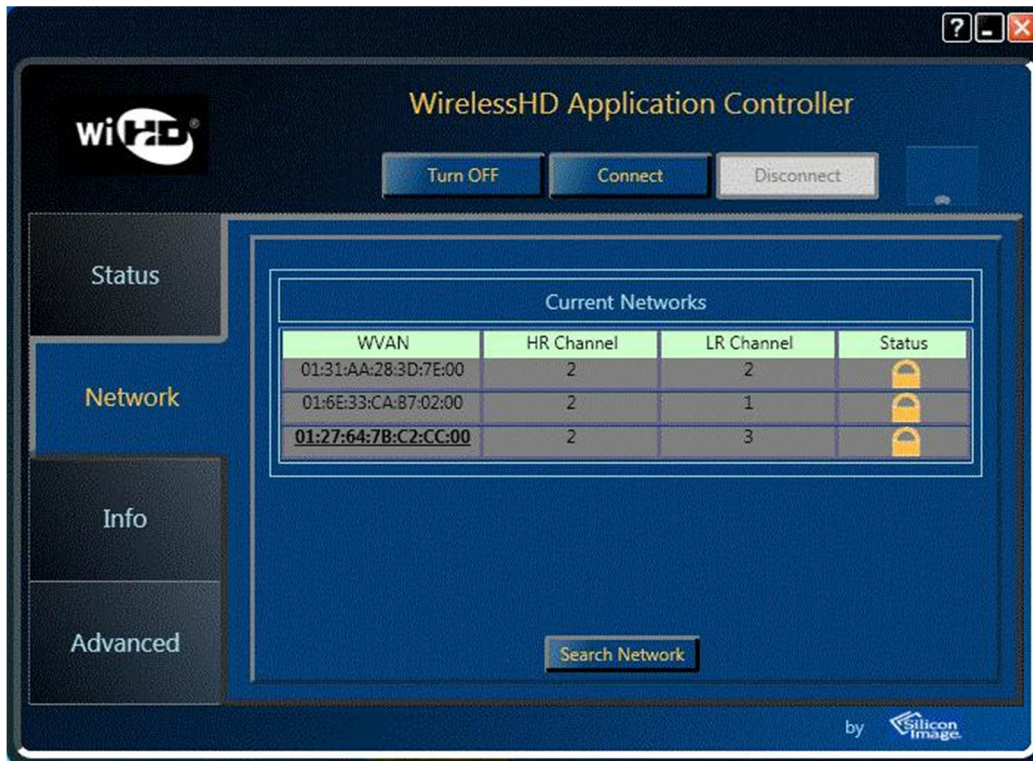 ?
WiHD®
WirelessHD Application Controller
Turn OFF Connect Disconnect
Status
Network
Info
Advanced
Current Networks
WVAN HR Channel LR Channel Status
01:31:AA:28:3D:7E:00 2 2
01:6E:33:CA:B7:02:00 2 1
01:27:64:7B:C2:CC:00 2 3
Search Network
by Silicon Image.